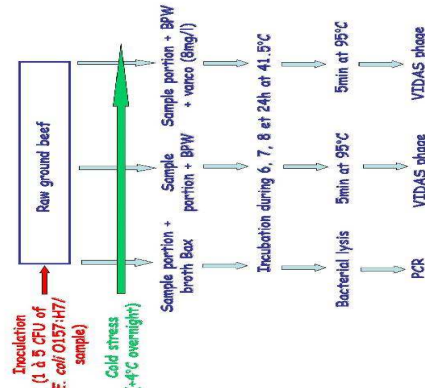 Inoculation
(1 à 5 CFU of
E. coli O157:H7/
sample)
Raw ground beef
Cold stress
(+4°C overnight)
Sample portion +
broth Bax
Sample
portion + BPW
Sample portion + BPW
+ vanco (8mg/l)
Incubation during 6, 7, 8 et 24h at 41.5°C
Bacterial lysis
5min at 95°C
5min at 95°C
PCR
VIDAS phage
VIDAS phage